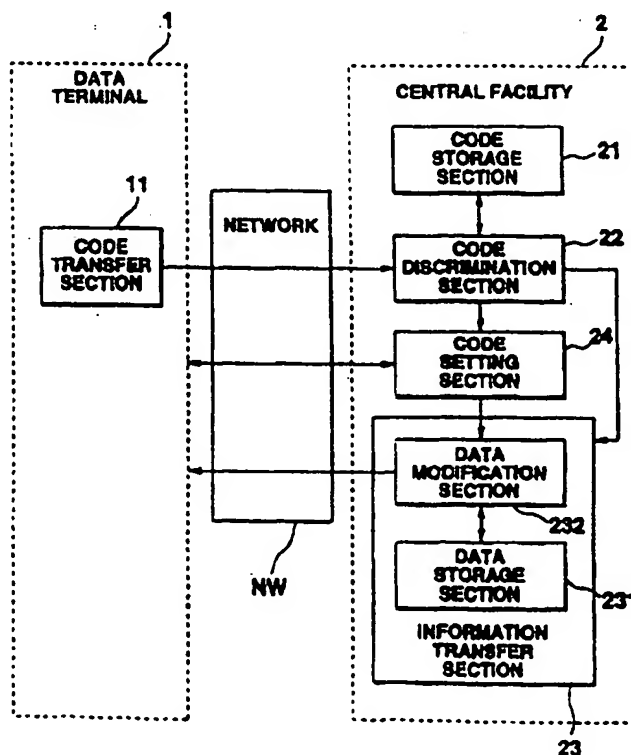 1
DATA
TERMINAL
11
CODE
TRANSFER
SECTION
NETWORK
NW
2
CENTRAL FACILITY
CODE
STORAGE
SECTION
21
CODE
DISCRIMINATION
SECTION
22
CODE
SETTING
SECTION
24
DATA
MODIFICATION
SECTION
232
DATA
STORAGE
SECTION
231
INFORMATION
TRANSFER
SECTION
23